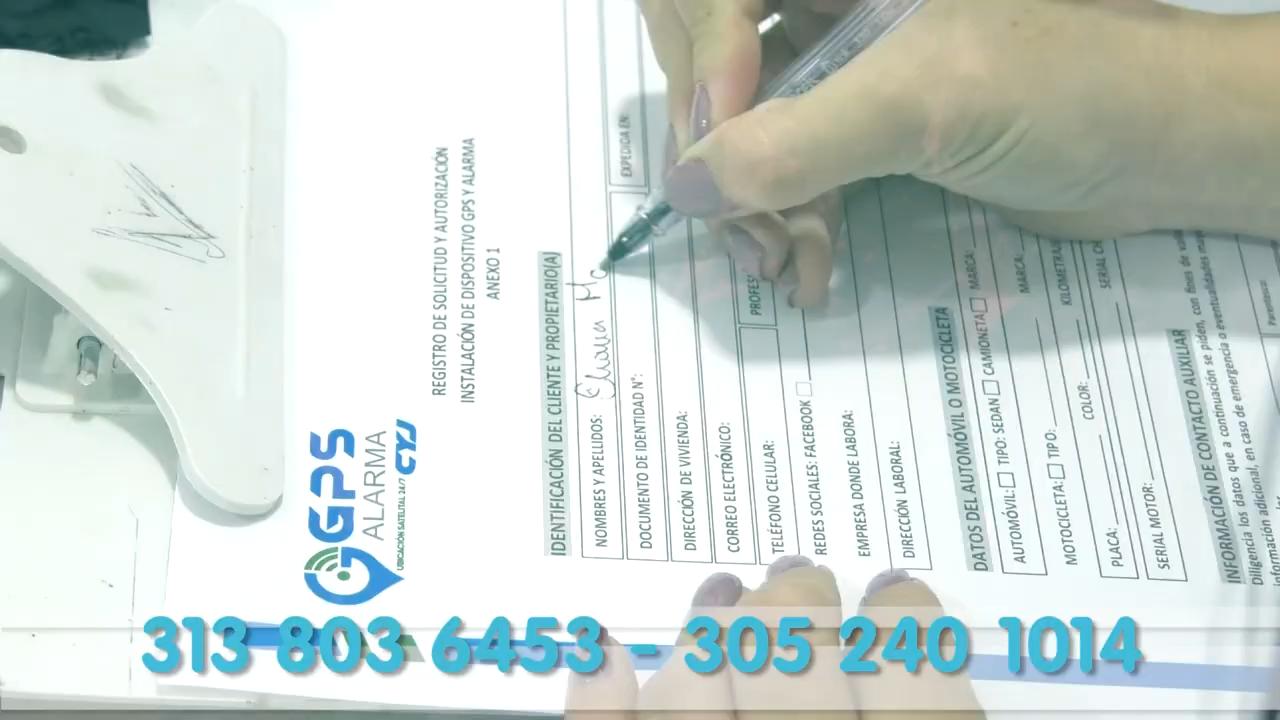 GPS
ALARMA
CYJ
UBICACIÓN SATELITAL 24/7
REGISTRO DE SOLICITUD Y AUTORIZACIÓN
INSTALACIÓN DE DISPOSITIVO GPS Y ALARMA
ANEXO 1
IDENTIFICACIÓN DEL CLIENTE Y PROPIETARIO(A)
NOMBRES Y APELLIDOS:
DOCUMENTO DE IDENTIDAD N°: EXPEDIDA EN:
DIRECCIÓN DE VIVIENDA:
CORREO ELECTRÓNICO:
TELÉFONO CELULAR: PROFES
REDES SOCIALES: FACEBOOK
EMPRESA DONDE LABORA:
DIRECCIÓN LABORAL:
DATOS DEL AUTOMÓVIL O MOTOCICLETA
AUTOMÓVIL: TIPO: SEDAN CAMIONETA MARCA:
MOTOCICLETA: TIPO: MARCA:
PLACA: COLOR: KILOMETRA
SERIAL MOTOR: SERIAL CH
INFORMACIÓN DE CONTACTO AUXILIAR
Diligencia los datos que a continuación se piden, con fines de
información adicional, en caso de emergencia o eventualidades
Parentesco
313 803 6453 - 305 240 1014